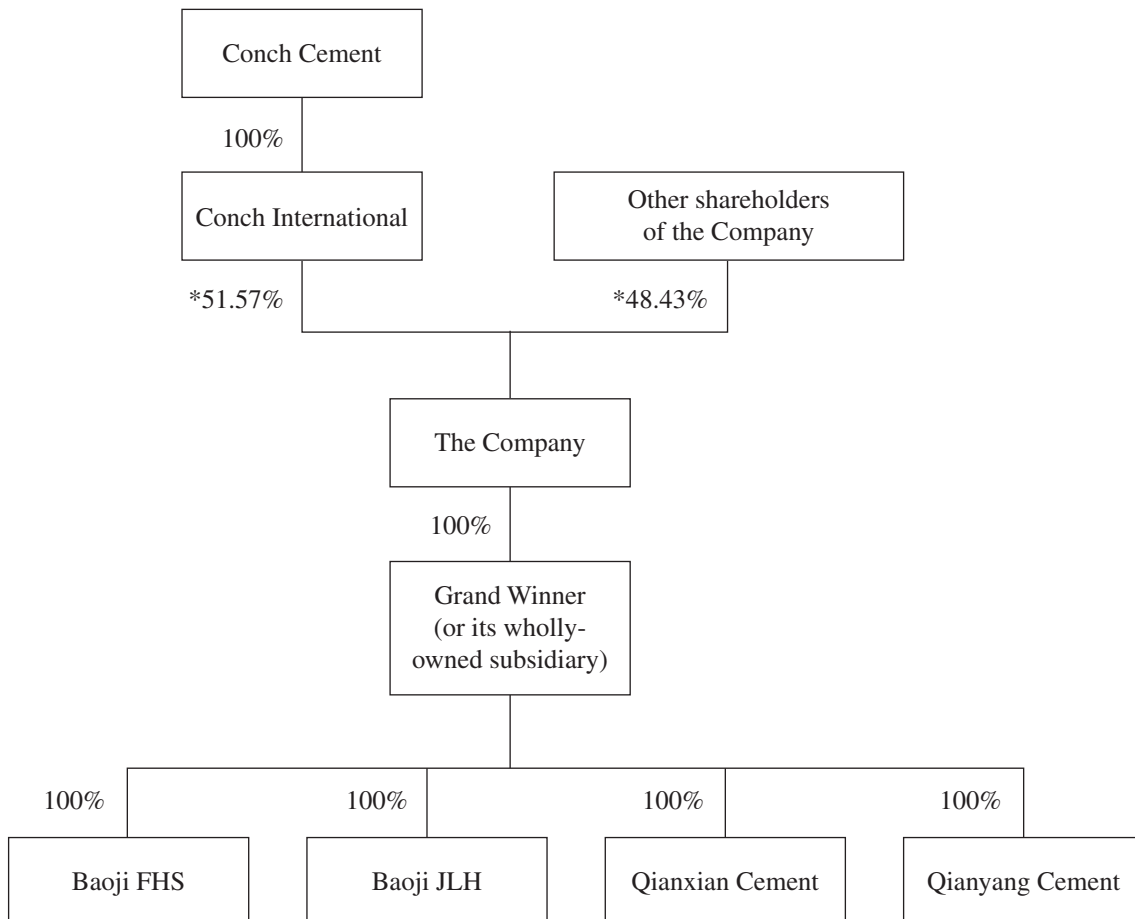 Conch Cement
100%
Conch International
Other shareholders
of the Company
*51.57%
*48.43%
The Company
100%
Grand Winner
(or its wholly-
owned subsidiary)
100%
100%
100%
100%
Baoji FHS
Baoji JLH
Qianxian Cement
Qianyang Cement